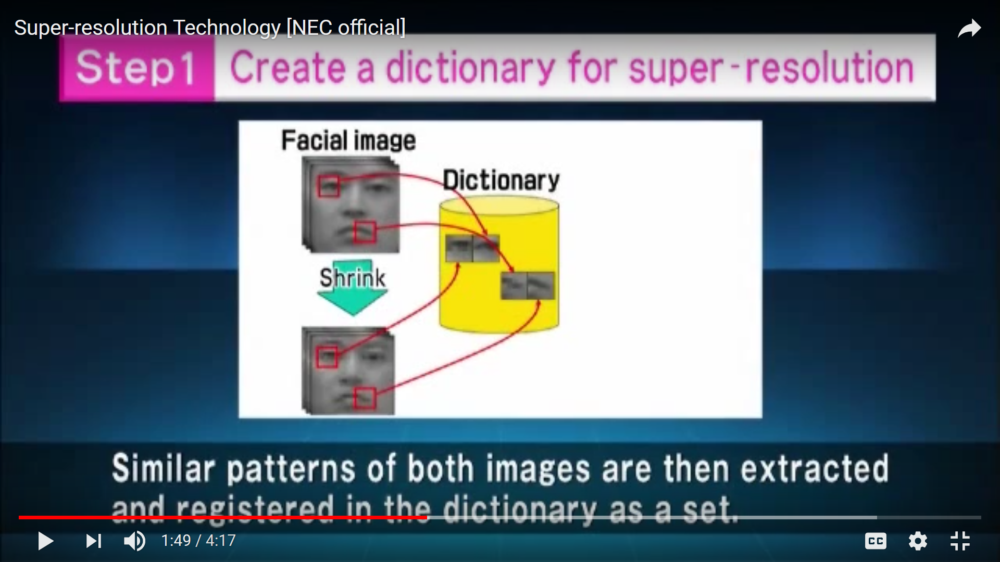 Super-resolution Technology [NEC official]
Step1 Create a dictionary for super-resolution
Facial image
Dictionary
Shrink
Similar patterns of both images are then extracted
and registered in the dictionary as a set.
1:49 / 4:17
CC